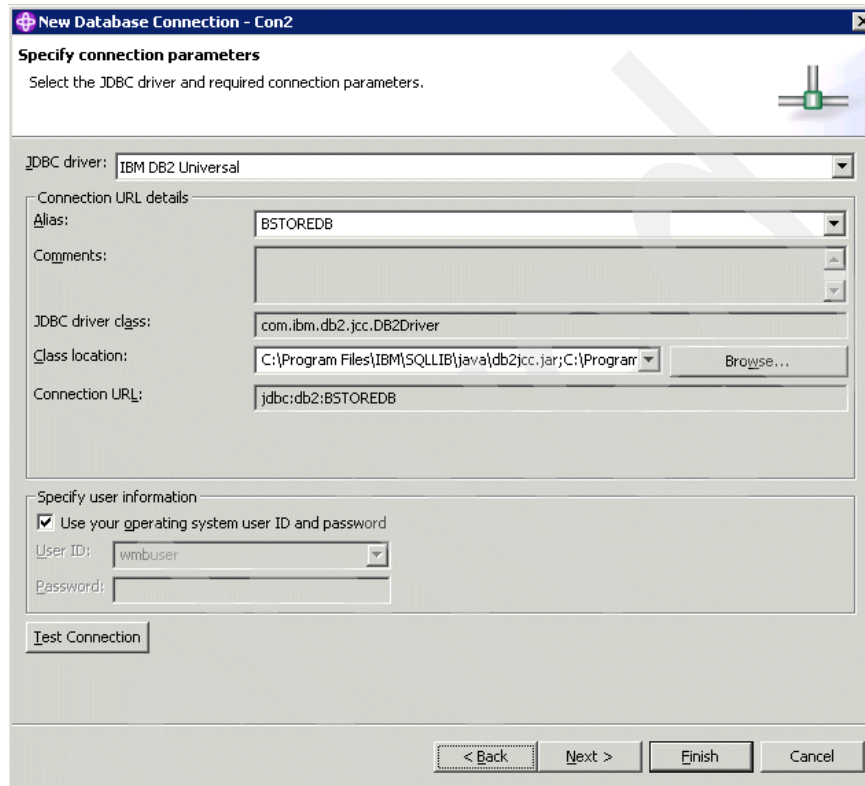 New Database Connection - Con2
Specify connection parameters
Select the JDBC driver and required connection parameters.
JDBC driver: IBM DB2 Universal
Connection URL details
Alias: BSTOREDB
Comments:
JDBC driver class: com.ibm.db2.jcc.DB2Driver
Class location: C:\Program Files\IBM\SQLLIB\java\db2jcc.jar;C:\Program Browse...
Connection URL: jdbc:db2:BSTOREDB
Specify user information
Use your operating system user ID and password
User ID: wmbuser
Password:
Test Connection
< Back Next > Finish Cancel